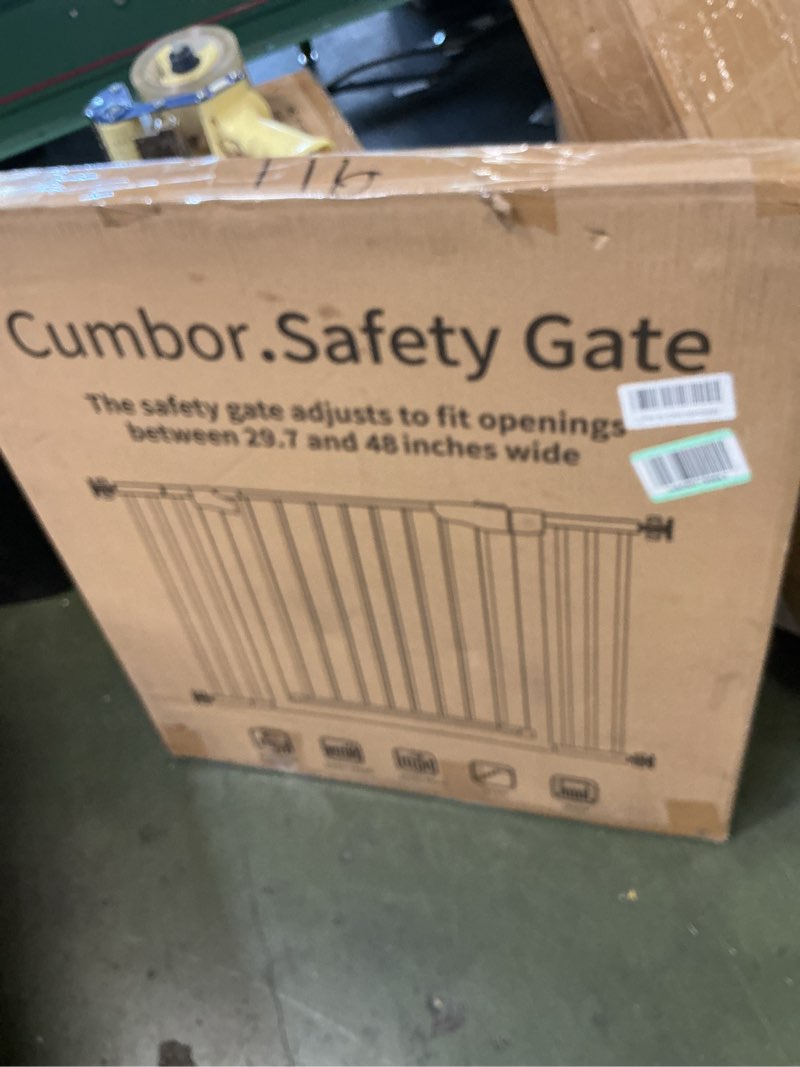 Cumbor.Safety Gate
The safety gate adjusts to fit openings
between 29.7 and 48 inches wide